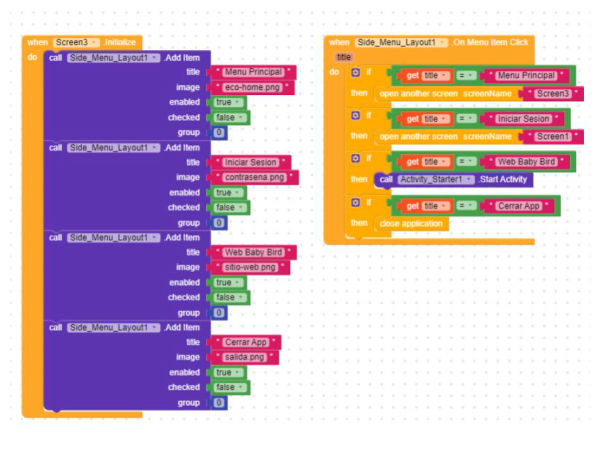 when Screen3 .Initialize
do call Side_Menu_Layout1 .Add Item
title " Menu Principal "
image " eco-home.png "
enabled true
checked false
group 0
call Side_Menu_Layout1 .Add Item
title " Iniciar Sesion "
image " contrasena.png "
enabled true
checked false
group 0
call Side_Menu_Layout1 .Add Item
title " Web Baby Bird "
image " sitio-web.png "
enabled true
checked false
group 0
call Side_Menu_Layout1 .Add Item
title " Cerrar App "
image " salida.png "
enabled true
checked false
group 0
when Side_Menu_Layout1 .On Menu Item Click
title
do if get title = " Menu Principal "
then open another screen screenName " Screen3 "
if get title = " Iniciar Sesion "
then open another screen screenName " Screen1 "
if get title = " Web Baby Bird "
then call Activity_Starter1 .Start Activity
if get title = " Cerrar App "
then close application